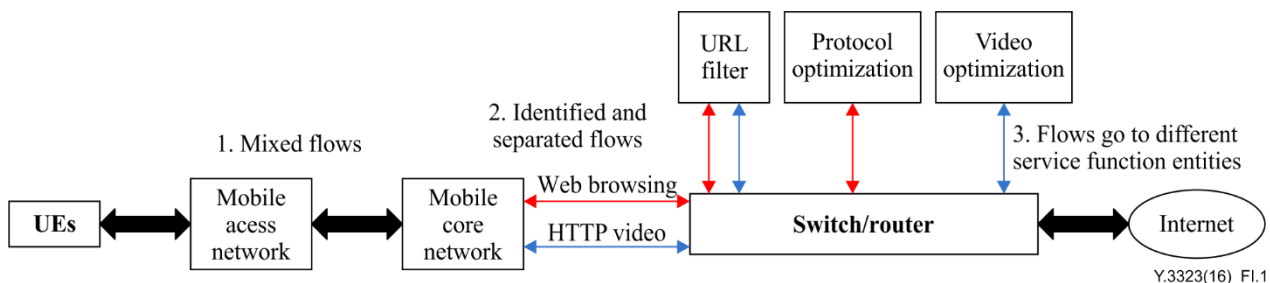 URL
filter
Protocol
optimization
Video
optimization
2. Identified and
separated flows
1. Mixed flows
3. Flows go to different
service function entities
UEs
Mobile
acess
network
Mobile
core
network
Web browsing
HTTP video
Switch/router
Internet
Y.3323(16)_FI.1